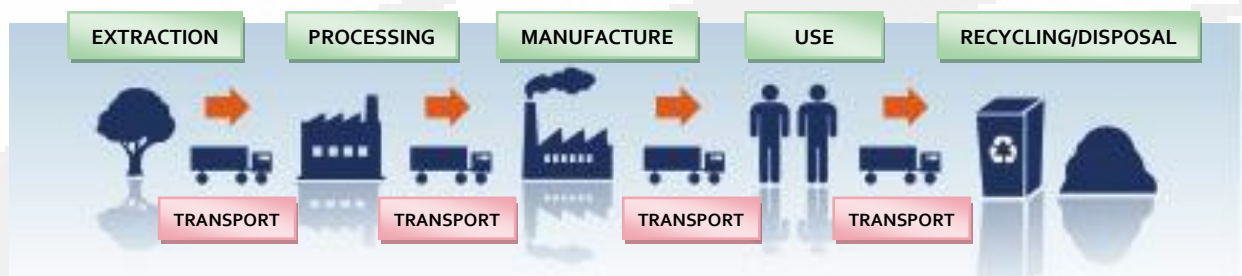 EXTRACTION PROCESSING MANUFACTURE USE RECYCLING/DISPOSAL
TRANSPORT TRANSPORT TRANSPORT TRANSPORT